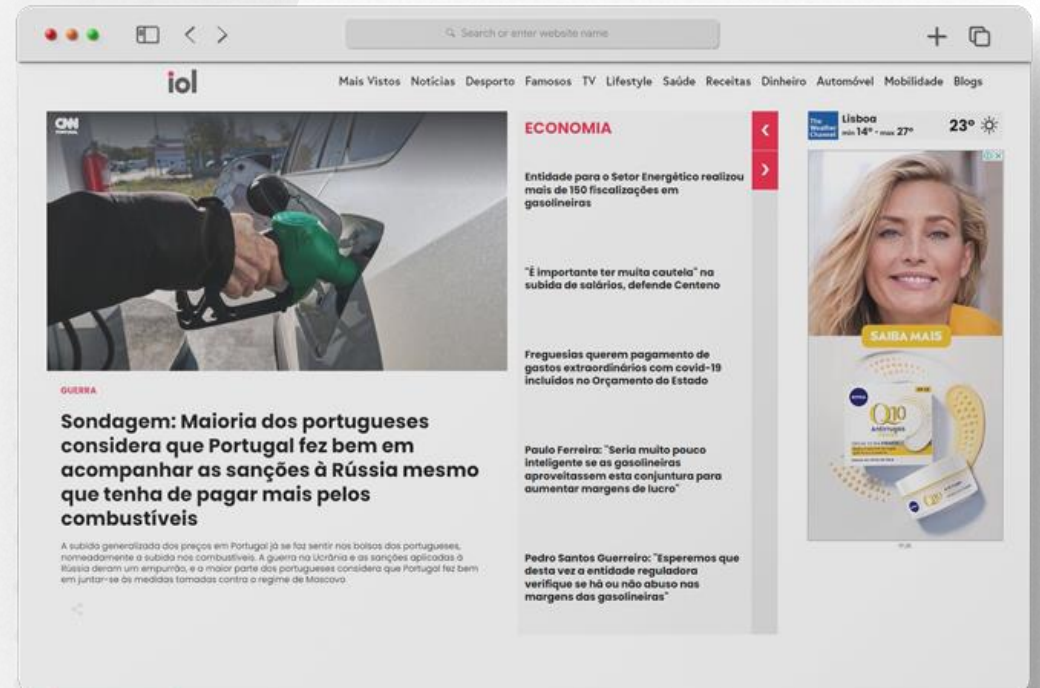 Search or enter website name
iol
Mais Vistos Notícias Desporto Famosos TV Lifestyle Saúde Receitas Dinheiro Automóvel Mobilidade Blogs
CNN
PORTUGAL
GUERRA
Sondagem: Maioria dos portugueses
considera que Portugal fez bem em
acompanhar as sanções à Rússia mesmo
que tenha de pagar mais pelos
combustíveis
A subida generalizada dos preços em Portugal já se faz sentir nos bolsos dos portugueses,
nomeadamente a subida nos combustíveis. A guerra na Ucrânia e as sanções aplicadas à
Rússia deram um empurrão, e a maior parte dos portugueses considera que Portugal fez bem
em juntar-se às medidas tomadas contra o regime de Moscovo
ECONOMIA
Entidade para o Setor Energético realizou
mais de 150 fiscalizações em
gasolineiras
"É importante ter muita cautela" na
subida de salários, defende Centeno
Freguesias querem pagamento de
gastos extraordinários com covid-19
incluídos no Orçamento do Estado
Paulo Ferreira: "Seria muito pouco
inteligente se as gasolineiras
aproveitassem esta conjuntura para
aumentar margens de lucro"
Pedro Santos Guerreiro: "Esperemos que
desta vez a entidade reguladora
verifique se há ou não abuso nas
margens das gasolineiras"
The
Weather
Channel
Lisboa
min 14° - max 27°
23°
SAIBA MAIS
NIVEA
Q10
NIVEA
Q10
PUB